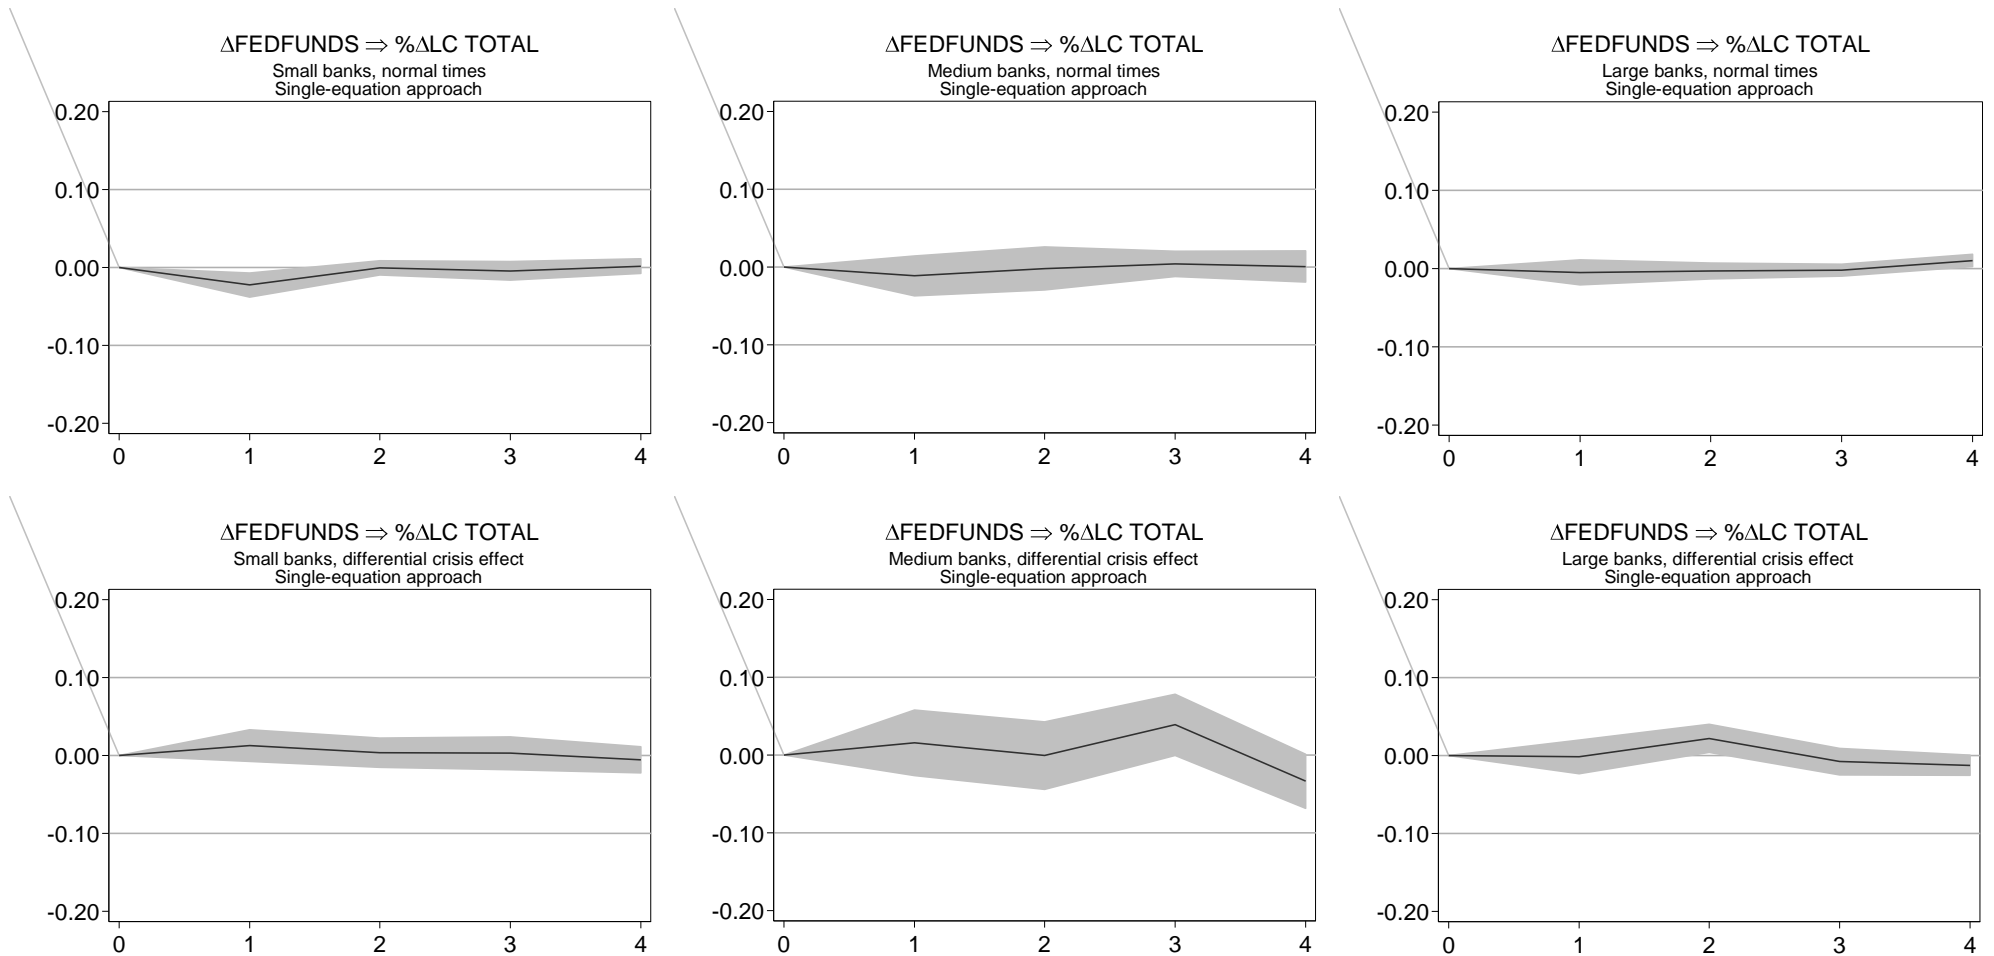 ΔFEDFUNDS ⇒ %ΔLC TOTAL
Small banks, normal times
Single-equation approach
0.20
0.10
0.00
-0.10
-0.20
0 1 2 3 4
ΔFEDFUNDS ⇒ %ΔLC TOTAL
Medium banks, normal times
Single-equation approach
0.20
0.10
0.00
-0.10
-0.20
0 1 2 3 4
ΔFEDFUNDS ⇒ %ΔLC TOTAL
Large banks, normal times
Single-equation approach
0.20
0.10
0.00
-0.10
-0.20
0 1 2 3 4
ΔFEDFUNDS ⇒ %ΔLC TOTAL
Small banks, differential crisis effect
Single-equation approach
0.20
0.10
0.00
-0.10
-0.20
0 1 2 3 4
ΔFEDFUNDS ⇒ %ΔLC TOTAL
Medium banks, differential crisis effect
Single-equation approach
0.20
0.10
0.00
-0.10
-0.20
0 1 2 3 4
ΔFEDFUNDS ⇒ %ΔLC TOTAL
Large banks, differential crisis effect
Single-equation approach
0.20
0.10
0.00
-0.10
-0.20
0 1 2 3 4